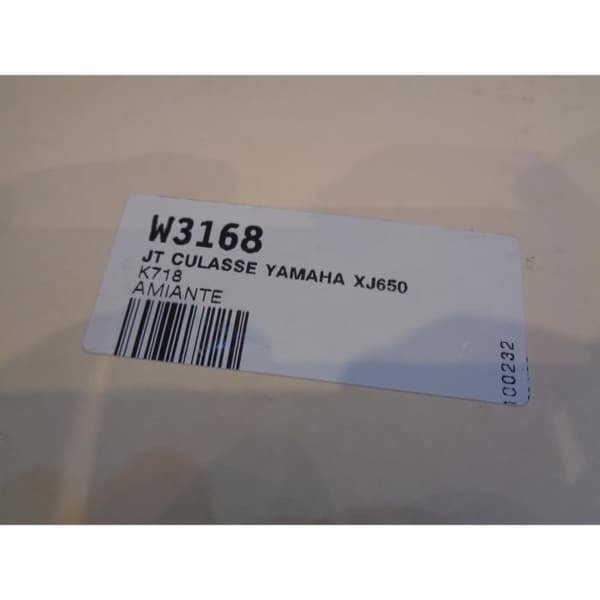 W3168
JT CULASSE YAMAHA XJ650
K718
AMIANTE
100232